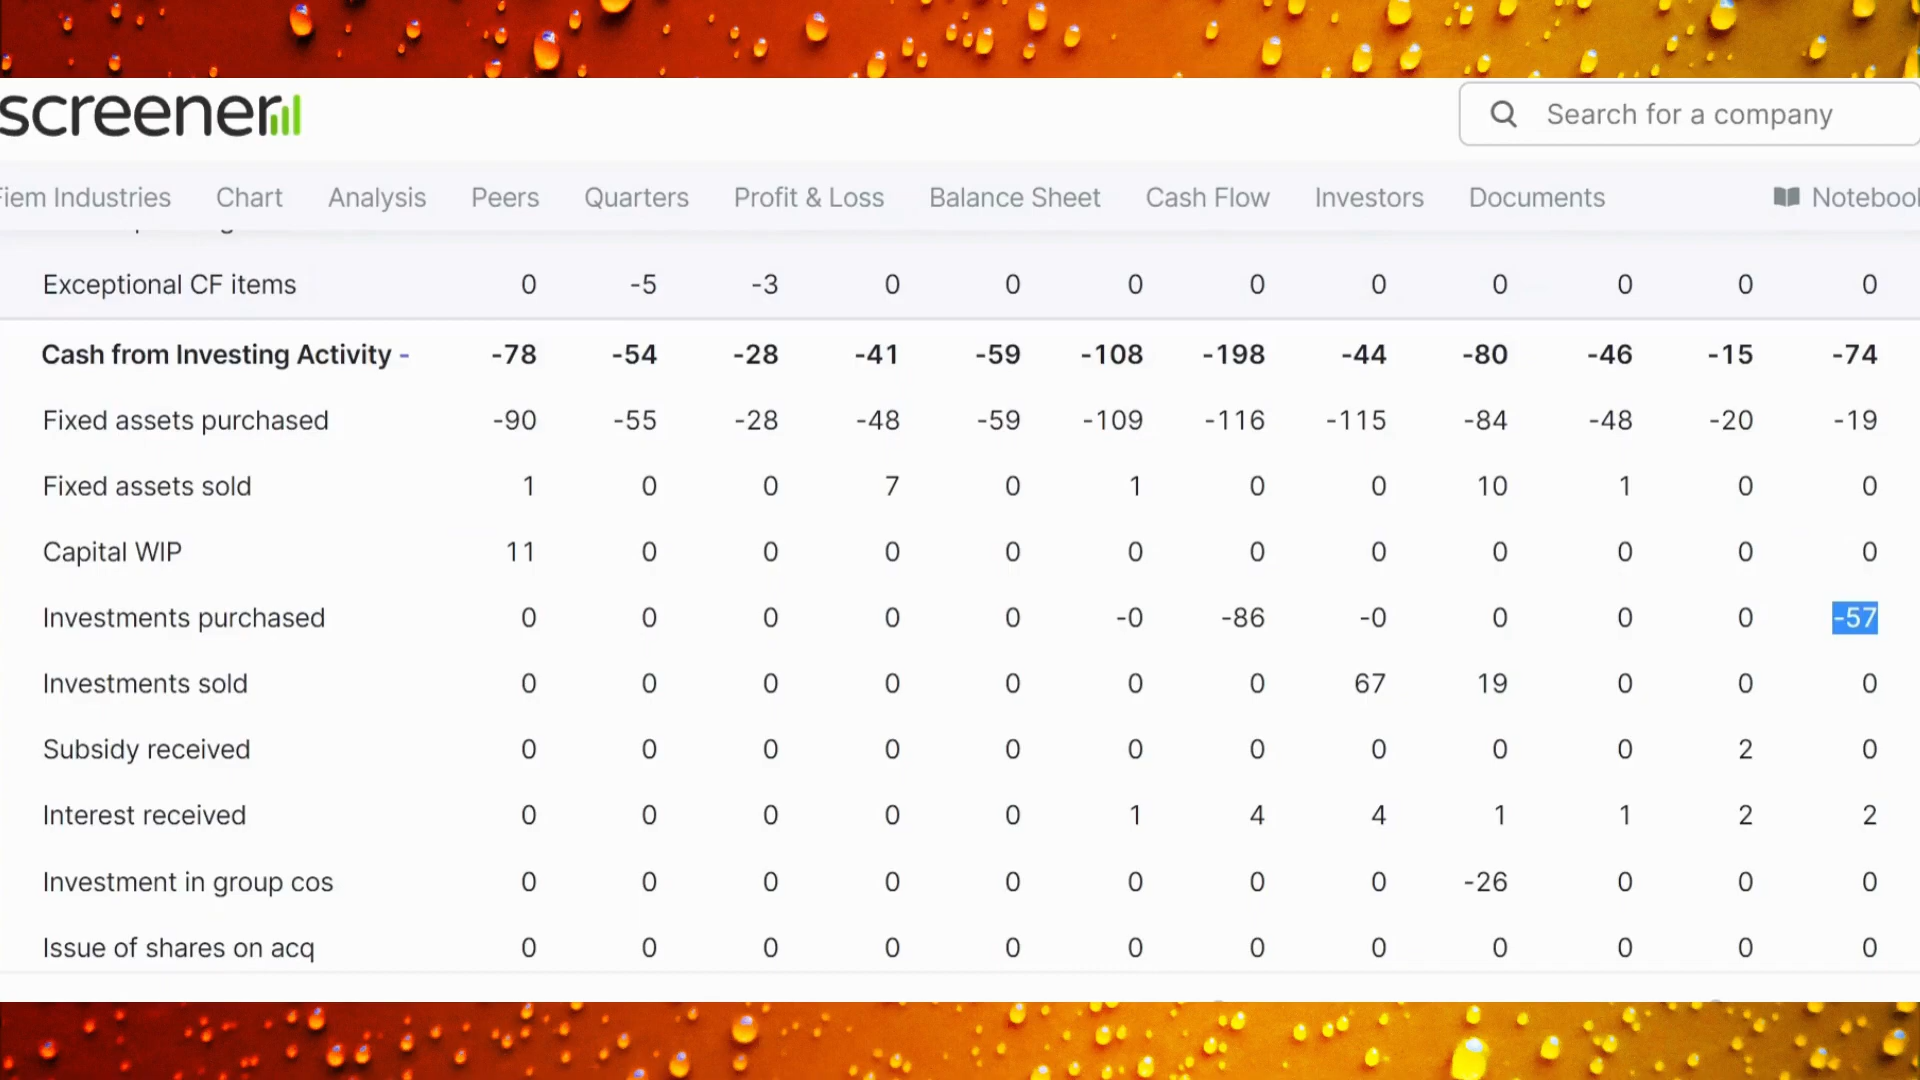 screener
Search for a company
Fiem Industries Chart Analysis Peers Quarters Profit & Loss Balance Sheet Cash Flow Investors Documents Notebook
Exceptional CF items 0 -5 -3 0 0 0 0 0 0 0 0 0
Cash from Investing Activity - -78 -54 -28 -41 -59 -108 -198 -44 -80 -46 -15 -74
Fixed assets purchased -90 -55 -28 -48 -59 -109 -116 -115 -84 -48 -20 -19
Fixed assets sold 1 0 0 7 0 1 0 0 10 1 0 0
Capital WIP 11 0 0 0 0 0 0 0 0 0 0 0
Investments purchased 0 0 0 0 0 -0 -86 -0 0 0 0 -57
Investments sold 0 0 0 0 0 0 0 67 19 0 0 0
Subsidy received 0 0 0 0 0 0 0 0 0 0 2 0
Interest received 0 0 0 0 0 1 4 4 1 1 2 2
Investment in group cos 0 0 0 0 0 0 0 0 -26 0 0 0
Issue of shares on acq 0 0 0 0 0 0 0 0 0 0 0 0